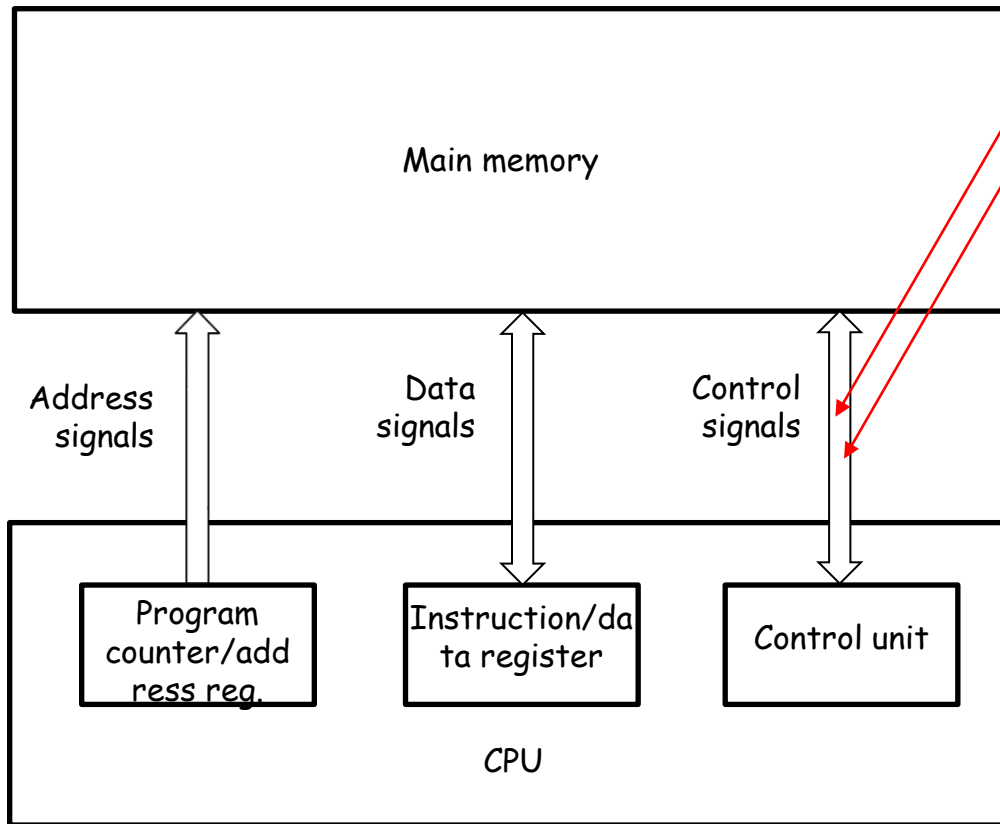 Main memory
Address
signals
Data
signals
Control
signals
Program
counter/add
ress reg.
Instruction/da
ta register
Control unit
CPU